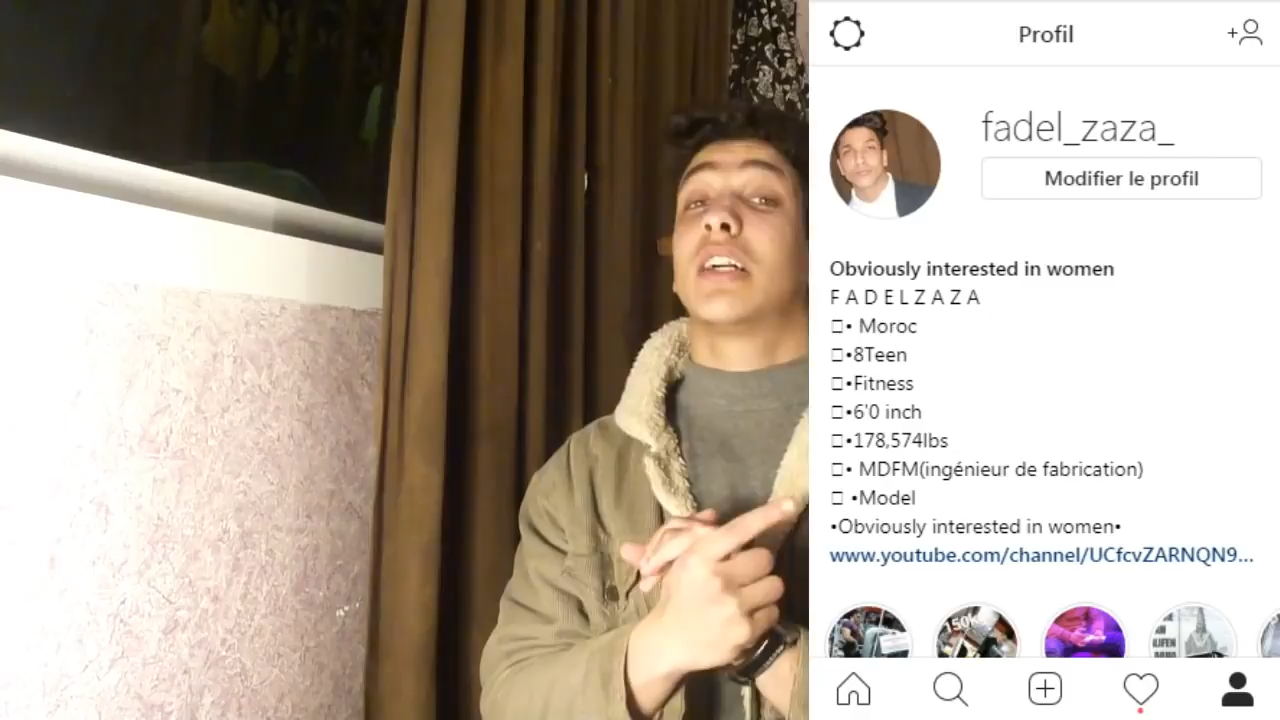 Profil
fadel_zaza_
Modifier le profil
Obviously interested in women
F A D E L Z A Z A
• Moroc
•8Teen
•Fitness
•6'0 inch
•178,574lbs
• MDFM(ingénieur de fabrication)
•Model
•Obviously interested in women•
www.youtube.com/channel/UCfcvZARNQN9...
150K